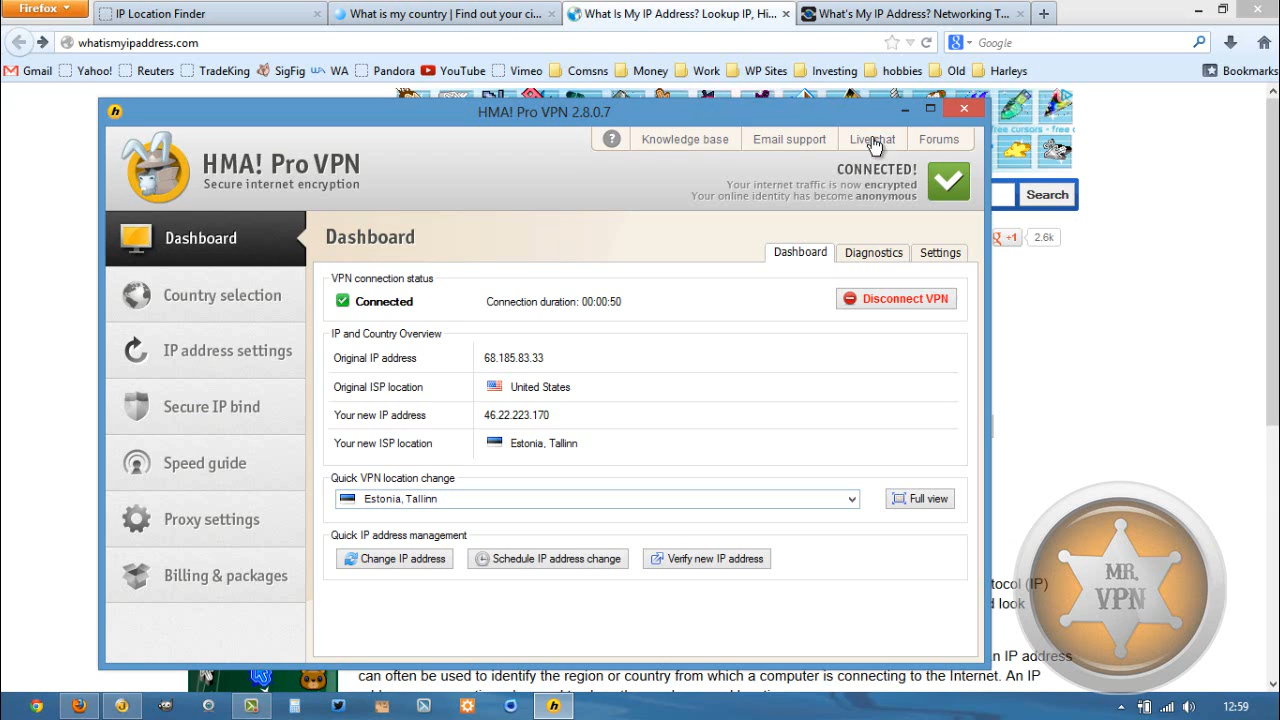 Firefox
IP Location Finder
What is my country | Find out your ci...
What Is My IP Address? Lookup IP, Hi...
What's My IP Address? Networking T...
whatismyipaddress.com
Google
Gmail Yahoo! Reuters TradeKing SigFig WA Pandora YouTube Vimeo Comsns Money Work WP Sites Investing hobbies Old Harleys Bookmarks
HMA! Pro VPN 2.8.0.7
? Knowledge base Email support Live chat Forums
free cursors - free
HMA! Pro VPN
Secure internet encryption
CONNECTED!
Your internet traffic is now encrypted
Your online identity has become anonymous
Search
+1 2.6k
Dashboard
Country selection
IP address settings
Secure IP bind
Speed guide
Proxy settings
Billing & packages
Dashboard
Dashboard Diagnostics Settings
VPN connection status
Connected Connection duration: 00:00:50 Disconnect VPN
IP and Country Overview
Original IP address 68.185.83.33
Original ISP location United States
Your new IP address 46.22.223.170
Your new ISP location Estonia, Tallinn
Quick VPN location change
Estonia, Tallinn Full view
Quick IP address management
Change IP address Schedule IP address change Verify new IP address
MR.
VPN
otocol (IP)
d look
an IP address
can often be used to identify the region or country from which a computer is connecting to the Internet. An IP
12:59